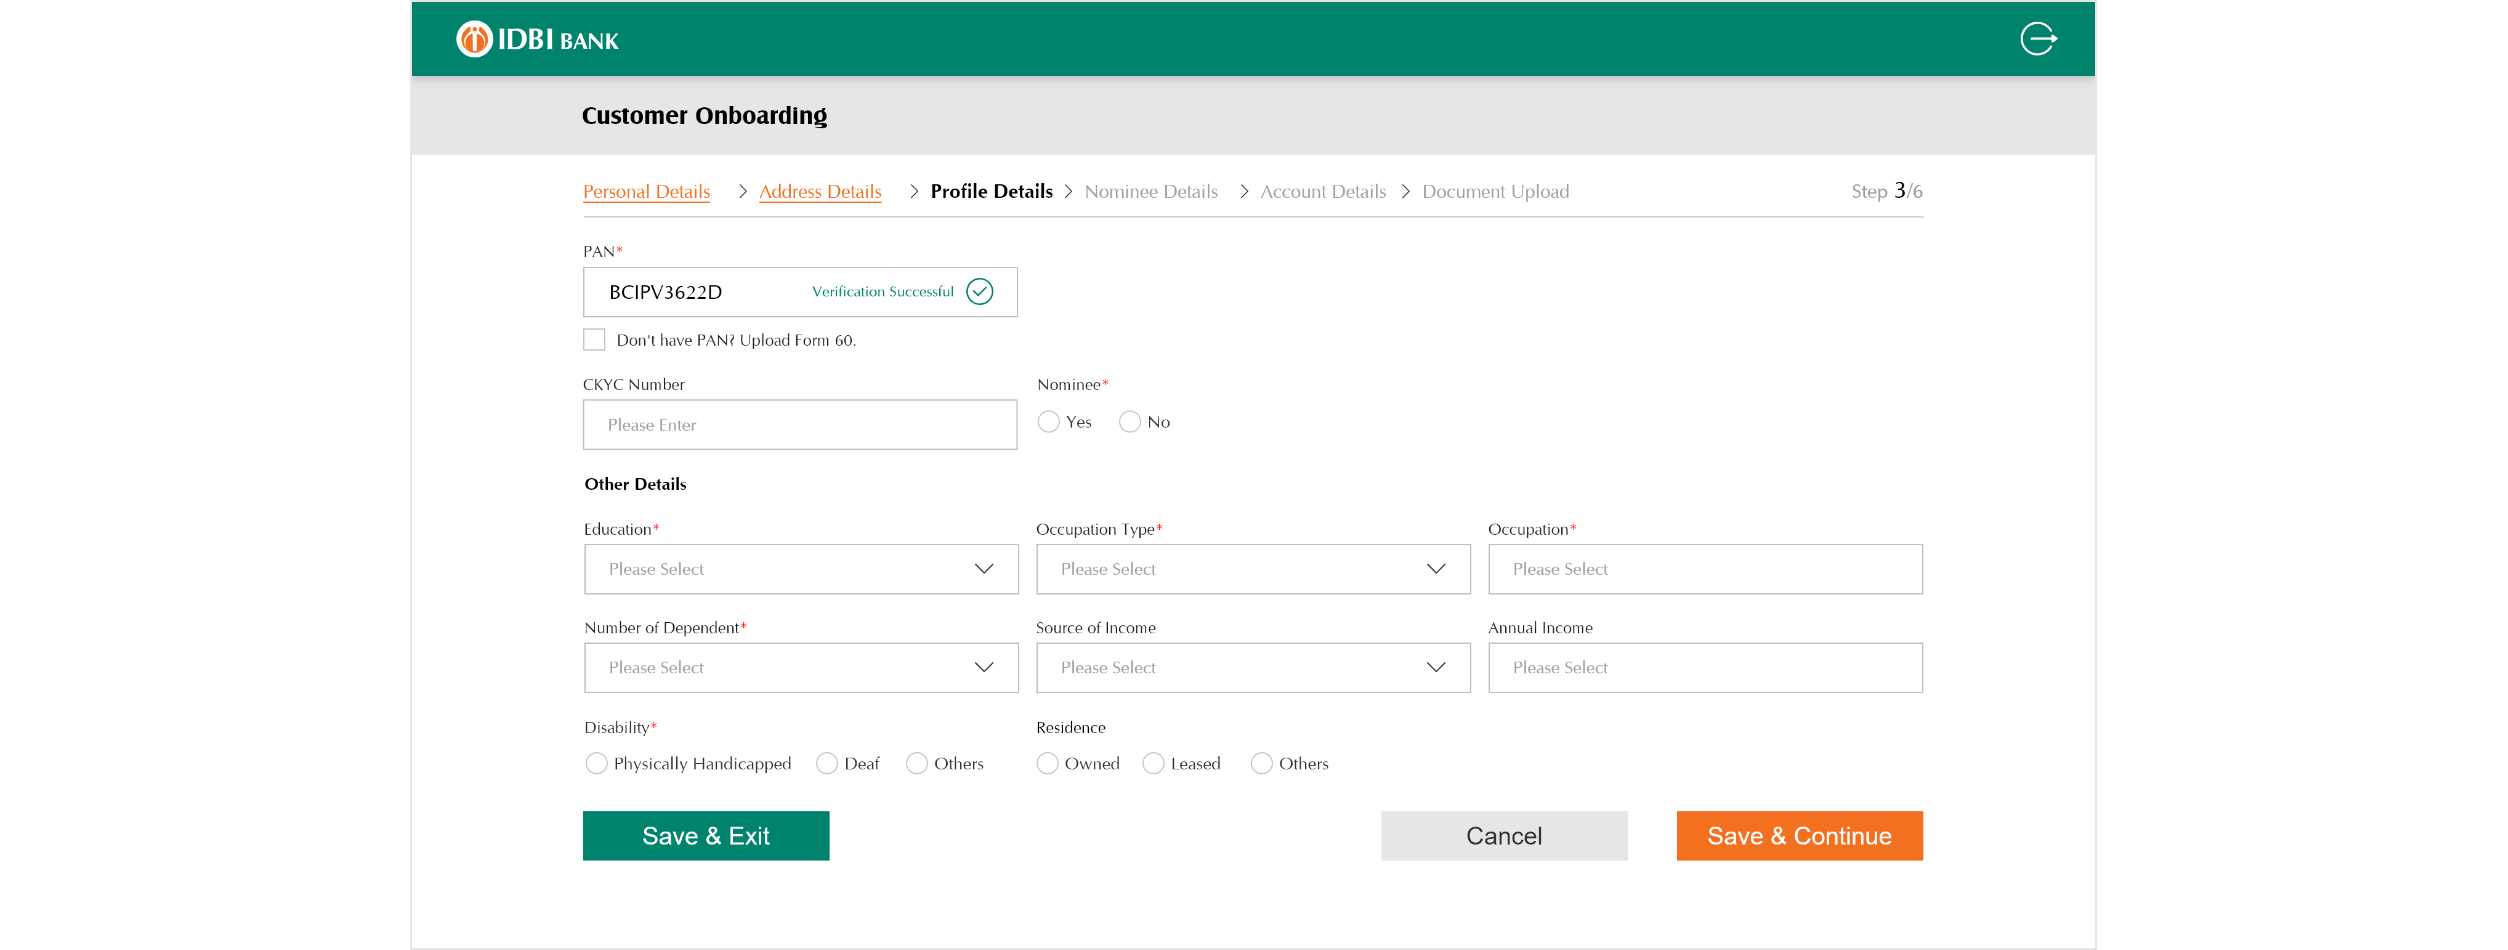 IDBI BANK
Customer Onboarding
Personal Details > Address Details > Profile Details > Nominee Details > Account Details > Document Upload Step 3/6
PAN*
BCIPV3622D Verification Successful
Don't have PAN? Upload Form 60.
CKYC Number Nominee*
Please Enter Yes No
Other Details
Education* Occupation Type* Occupation*
Please Select Please Select Please Select
Number of Dependent* Source of Income Annual Income
Please Select Please Select Please Select
Disability* Residence
Physically Handicapped Deaf Others Owned Leased Others
Save & Exit Cancel Save & Continue